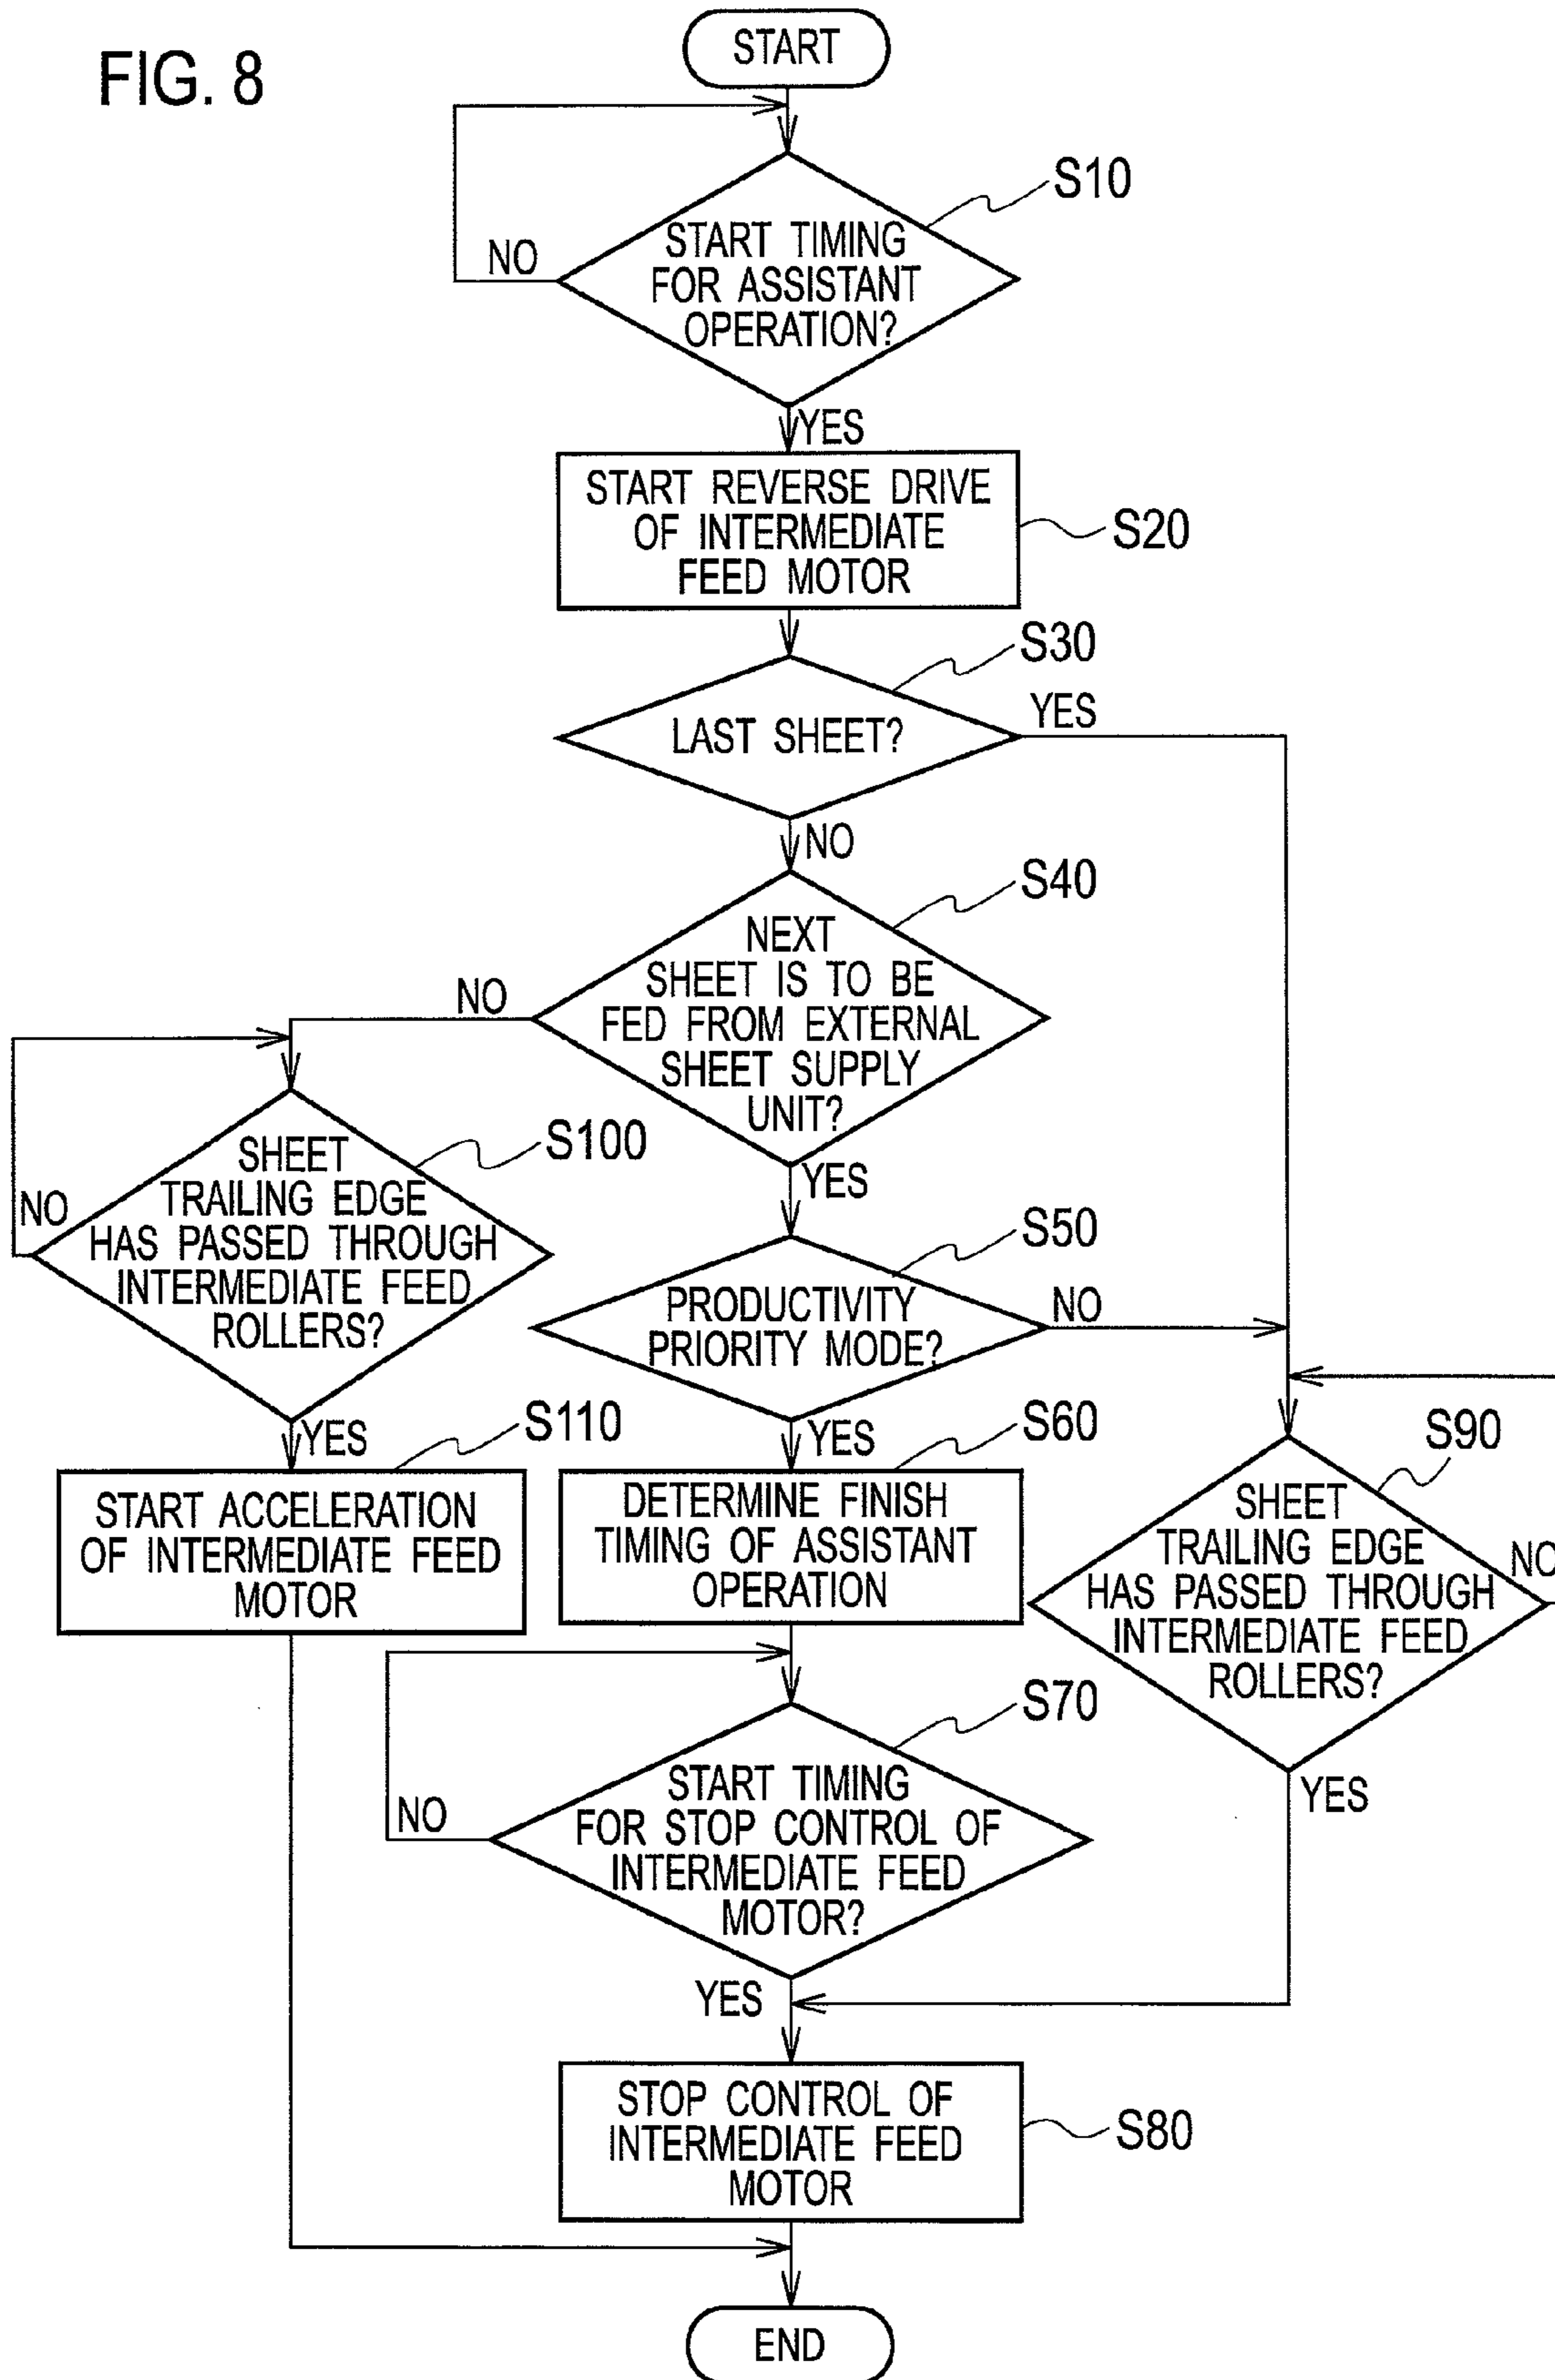 FIG. 8
START
S10
START TIMING
FOR ASSISTANT
OPERATION?
NO
YES
START REVERSE DRIVE
OF INTERMEDIATE
FEED MOTOR
S20
S30
LAST SHEET?
YES
NO
S40
NEXT
SHEET IS TO BE
FED FROM EXTERNAL
SHEET SUPPLY
UNIT?
NO
YES
S100
SHEET
TRAILING EDGE
HAS PASSED THROUGH
INTERMEDIATE FEED
ROLLERS?
NO
YES
S50
PRODUCTIVITY
PRIORITY MODE?
NO
YES
S110
START ACCELERATION
OF INTERMEDIATE FEED
MOTOR
S60
DETERMINE FINISH
TIMING OF ASSISTANT
OPERATION
S90
SHEET
TRAILING EDGE
HAS PASSED THROUGH
INTERMEDIATE FEED
ROLLERS?
NO
YES
S70
START TIMING
FOR STOP CONTROL OF
INTERMEDIATE FEED
MOTOR?
NO
YES
STOP CONTROL OF
INTERMEDIATE FEED
MOTOR
S80
END